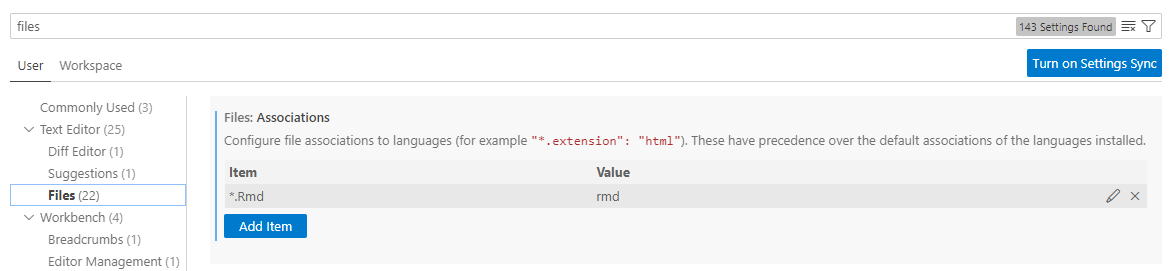 files
143 Settings Found
User
Workspace
Turn on Settings Sync
Commonly Used (3)
Text Editor (25)
Diff Editor (1)
Suggestions (1)
Files (22)
Workbench (4)
Breadcrumbs (1)
Editor Management (1)
Files: Associations
Configure file associations to languages (for example "*.extension": "html"). These have precedence over the default associations of the languages installed.
Item Value
*.Rmd rmd
Add Item